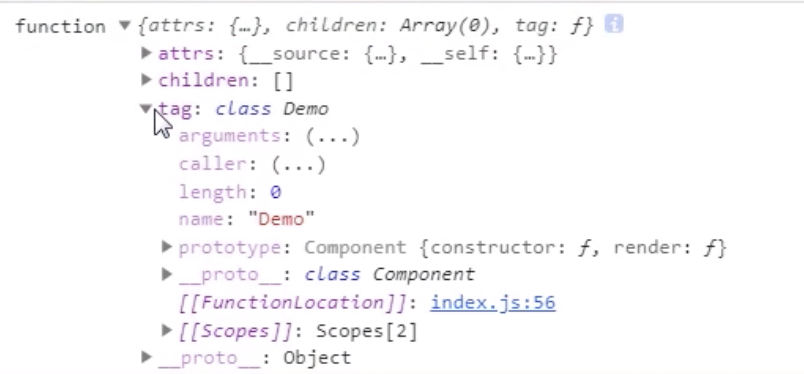 function ▼{attrs: {…}, children: Array(0), tag: ƒ} i
▶attrs: {__source: {…}, __self: {…}}
▶children: []
▼tag: class Demo
arguments: (...)
caller: (...)
length: 0
name: "Demo"
▶prototype: Component {constructor: ƒ, render: ƒ}
▶__proto__: class Component
[[FunctionLocation]]: index.js:56
▶[[Scopes]]: Scopes[2]
▶__proto__: Object